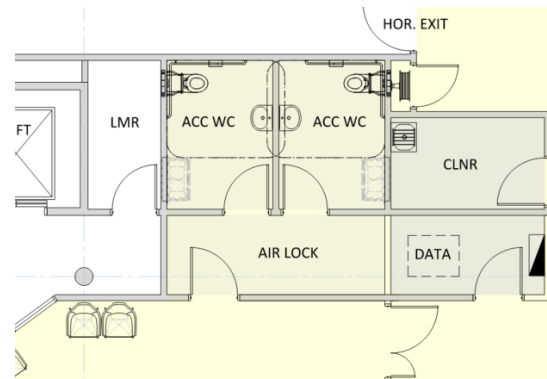 HOR. EXIT
FT
LMR
ACC WC
ACC WC
CLNR
AIR LOCK
DATA